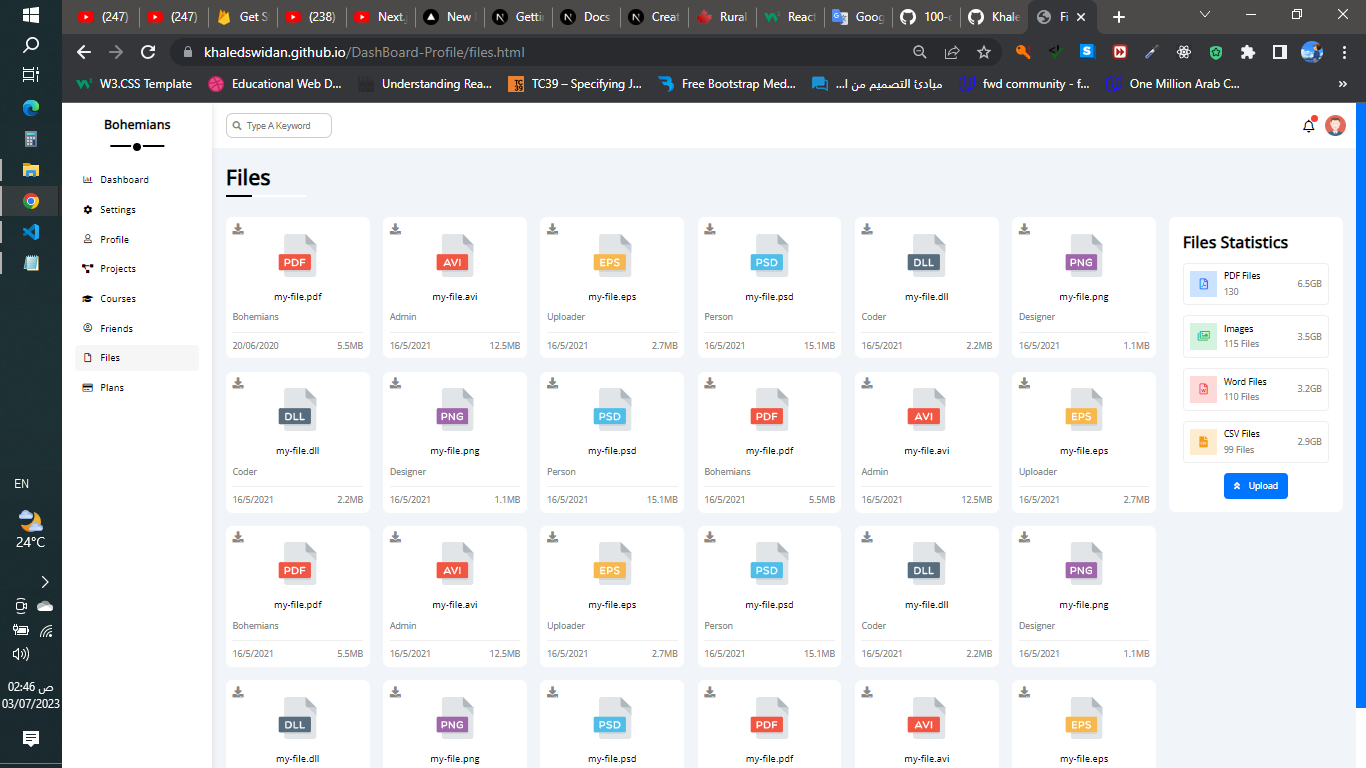 (247)
(247)
Get S
(238)
Next.
New
Gettin
Docs
Creat
Rural
React
Goog
100-c
Khale
Fi
khaledswidan.github.io/DashBoard-Profile/files.html
W3.CSS Template
Educational Web D...
Understanding Rea...
TC39 – Specifying J...
Free Bootstrap Med...
مبادئ التصميم من ا...
fwd community - f...
One Million Arab C...
»
Bohemians
Dashboard
Settings
Profile
Projects
Courses
Friends
Files
Plans
Type A Keyword
Files
PDF
my-file.pdf
Bohemians
20/06/2020 5.5MB
AVI
my-file.avi
Admin
16/5/2021 12.5MB
EPS
my-file.eps
Uploader
16/5/2021 2.7MB
PSD
my-file.psd
Person
16/5/2021 15.1MB
DLL
my-file.dll
Coder
16/5/2021 2.2MB
PNG
my-file.png
Designer
16/5/2021 1.1MB
DLL
my-file.dll
Coder
16/5/2021 2.2MB
PNG
my-file.png
Designer
16/5/2021 1.1MB
PSD
my-file.psd
Person
16/5/2021 15.1MB
PDF
my-file.pdf
Bohemians
16/5/2021 5.5MB
AVI
my-file.avi
Admin
16/5/2021 12.5MB
EPS
my-file.eps
Uploader
16/5/2021 2.7MB
PDF
my-file.pdf
Bohemians
16/5/2021 5.5MB
AVI
my-file.avi
Admin
16/5/2021 12.5MB
EPS
my-file.eps
Uploader
16/5/2021 2.7MB
PSD
my-file.psd
Person
16/5/2021 15.1MB
DLL
my-file.dll
Coder
16/5/2021 2.2MB
PNG
my-file.png
Designer
16/5/2021 1.1MB
DLL
my-file.dll
PNG
my-file.png
PSD
my-file.psd
PDF
my-file.pdf
AVI
my-file.avi
EPS
my-file.eps
Files Statistics
PDF Files
130
6.5GB
Images
115 Files
3.5GB
Word Files
110 Files
3.2GB
CSV Files
99 Files
2.9GB
Upload
EN
24°C
02:46 ص
03/07/2023